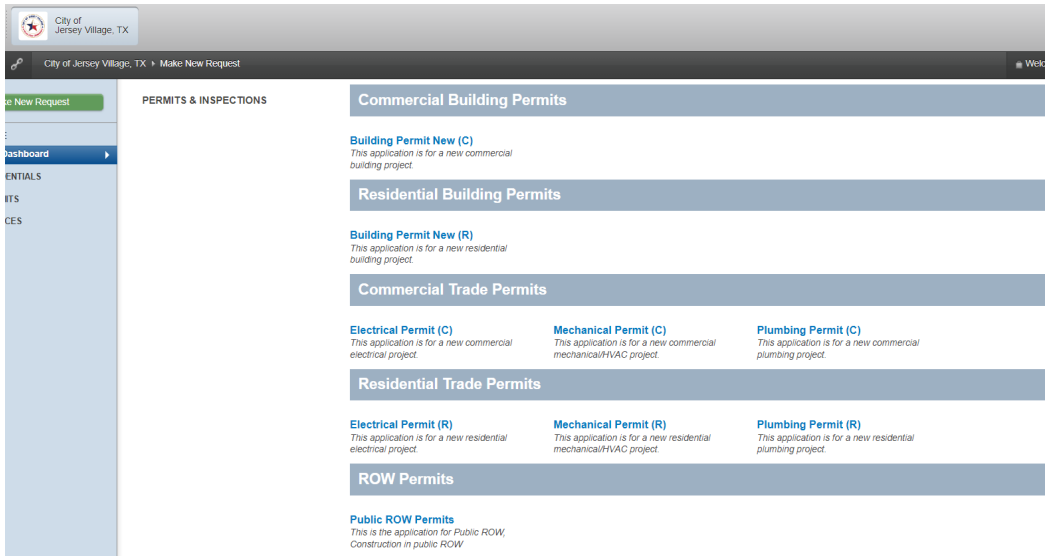 City of
Jersey Village, TX
City of Jersey Village, TX ▸ Make New Request
New Request
Dashboard
PERMITS & INSPECTIONS
Commercial Building Permits
Building Permit New (C)
This application is for a new commercial
building project.
Residential Building Permits
Building Permit New (R)
This application is for a new residential
building project.
Commercial Trade Permits
Electrical Permit (C) Mechanical Permit (C) Plumbing Permit (C)
This application is for a new commercial This application is for a new commercial This application is for a new commercial
electrical project. mechanical/HVAC project. plumbing project.
Residential Trade Permits
Electrical Permit (R) Mechanical Permit (R) Plumbing Permit (R)
This application is for a new residential This application is for a new residential This application is for a new residential
electrical project. mechanical/HVAC project. plumbing project.
ROW Permits
Public ROW Permits
This is the application for Public ROW,
Construction in public ROW